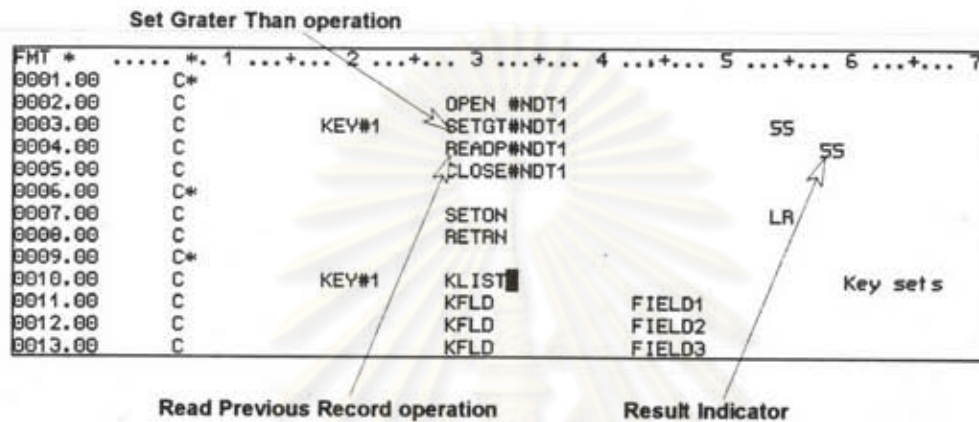 Set Grater Than operation
FMT * ..... *. 1 ...+... 2 ...+... 3 ...+... 4 ...+... 5 ...+... 6 ...+... 7
0001.00 C*
0002.00 C OPEN #NDT1
0003.00 C KEY#1 SETGT#NDT1 55
0004.00 C READP#NDT1 55
0005.00 C CLOSE#NDT1
0006.00 C*
0007.00 C SETON LR
0008.00 C RETRN
0009.00 C*
0010.00 C KEY#1 KLIST Key sets
0011.00 C KFLD FIELD1
0012.00 C KFLD FIELD2
0013.00 C KFLD FIELD3
Read Previous Record operation Result Indicator